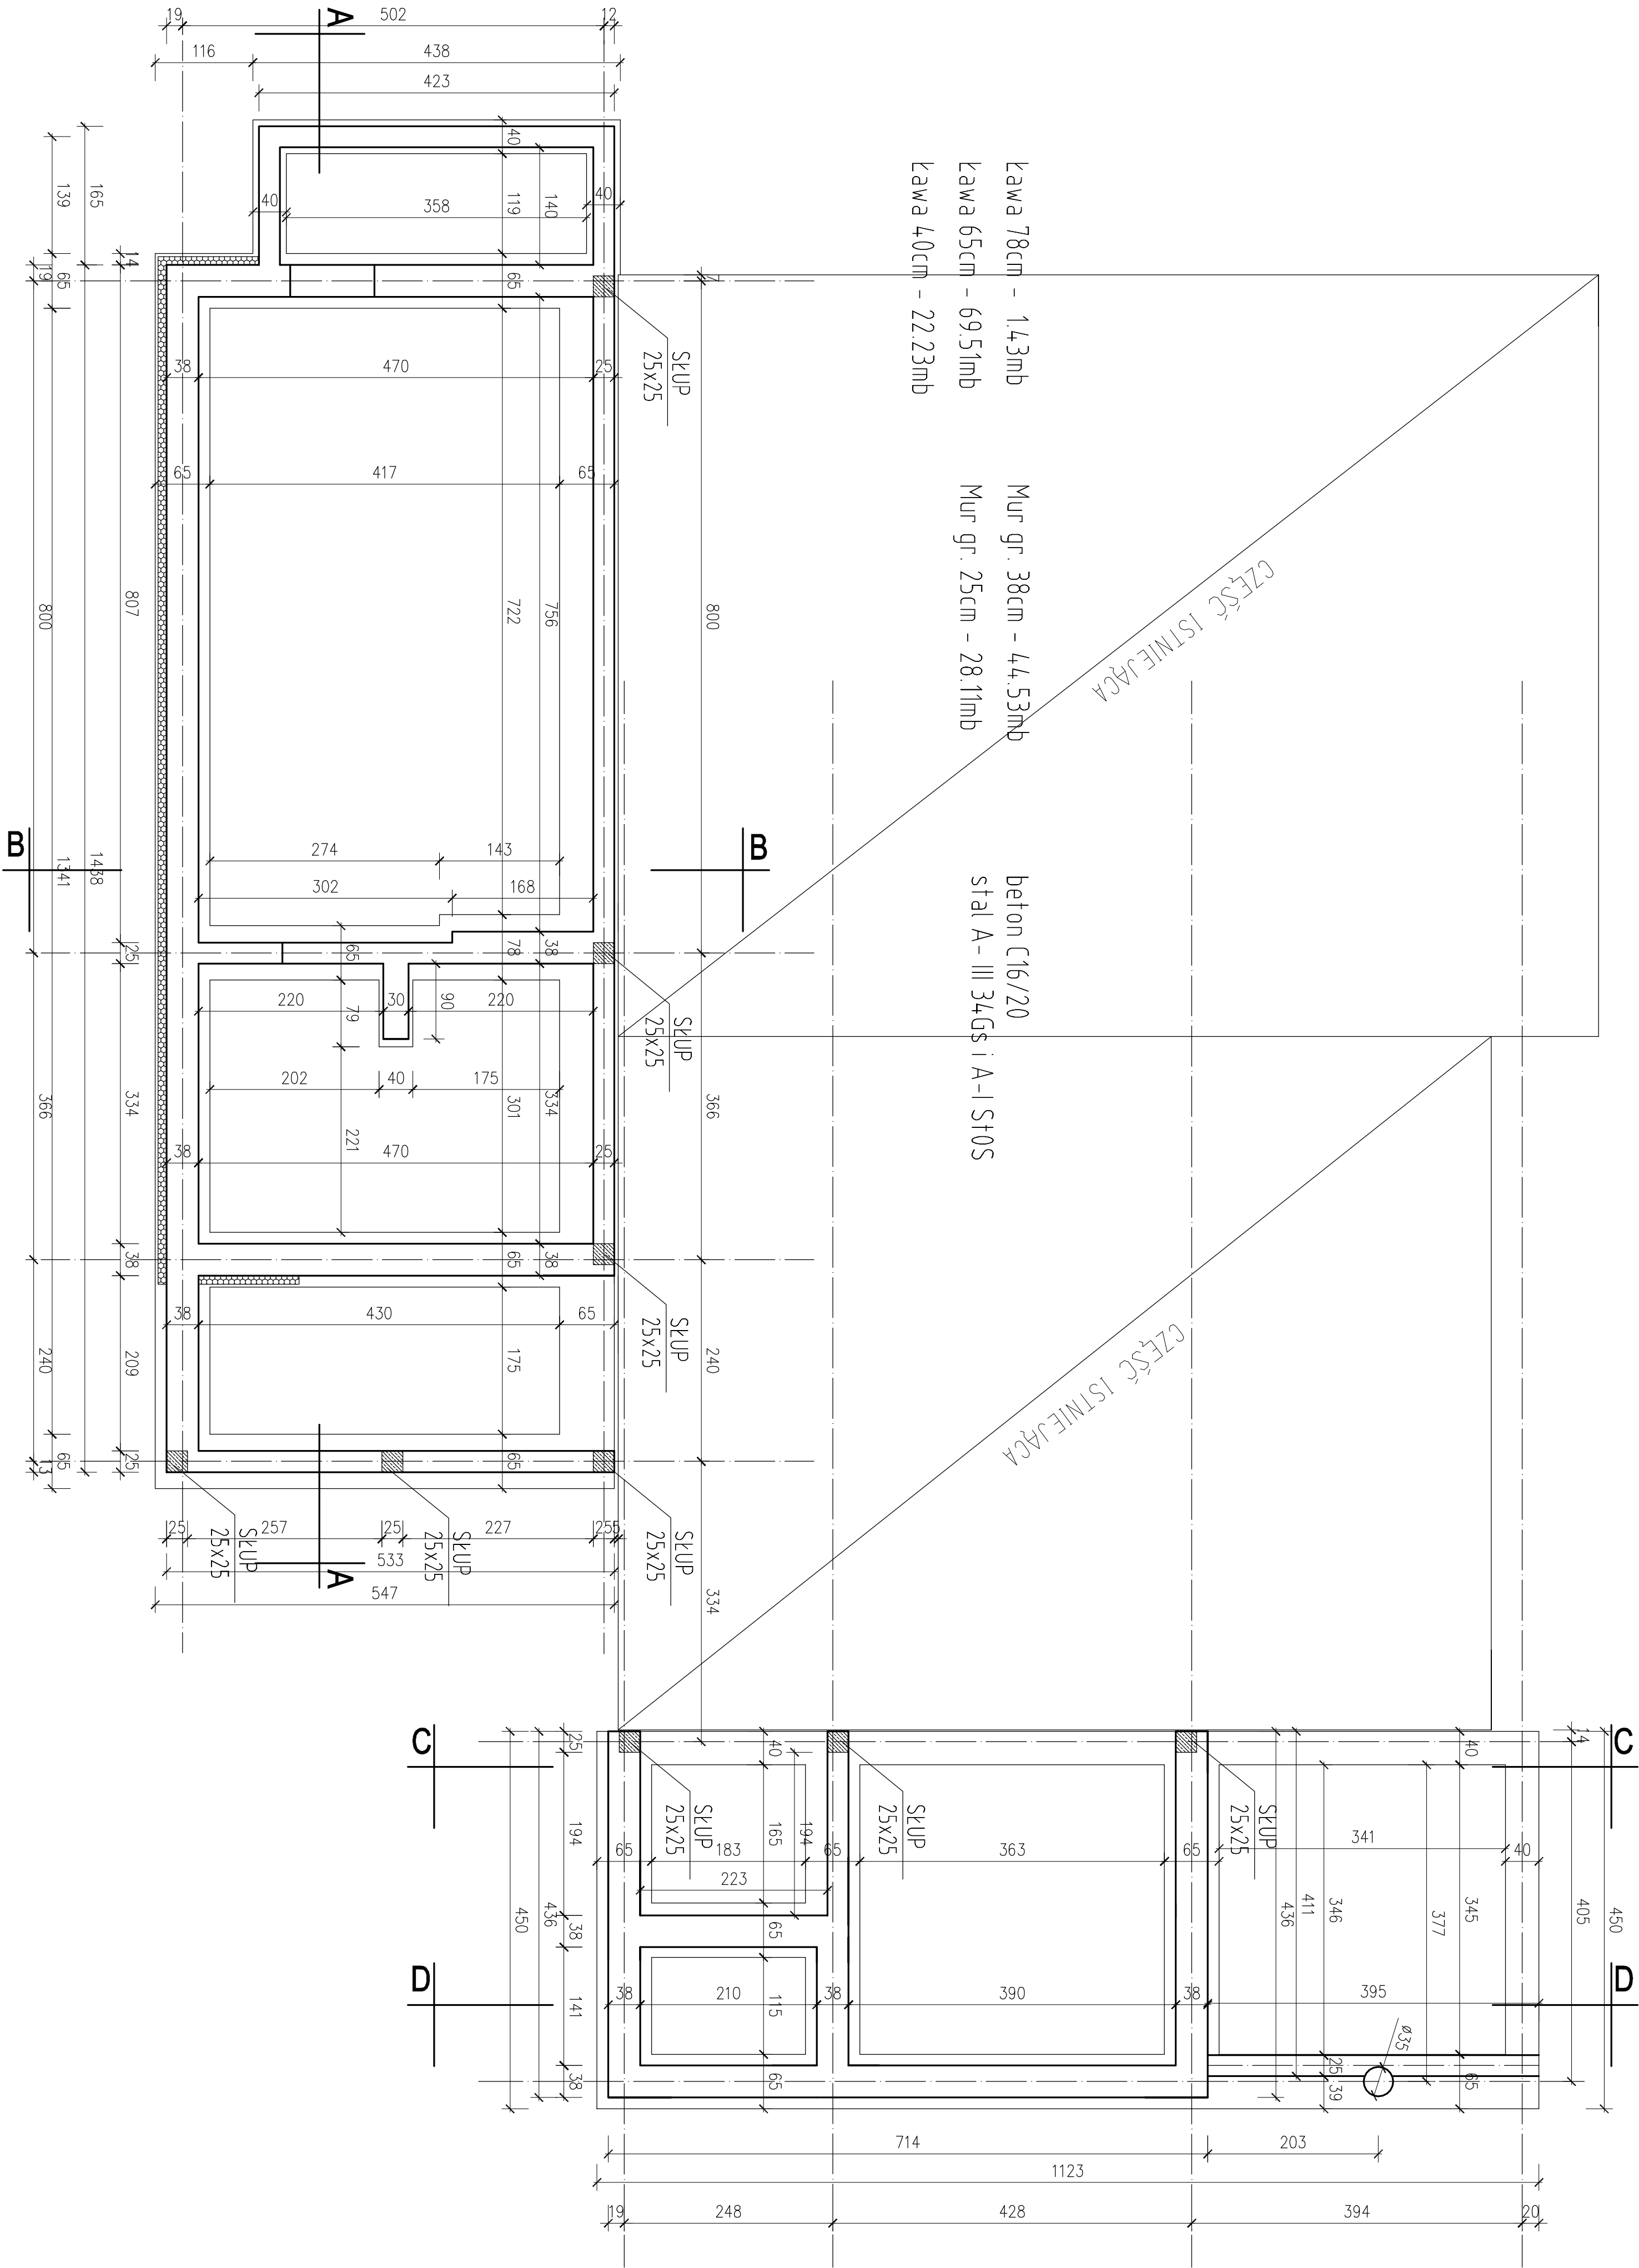 Ława 78cm - 1.43mb
Ława 65cm - 69.51mb
Ława 40cm - 22.23mb
Mur gr. 38cm - 44.53mb
Mur gr. 25cm - 28.11mb
beton C16/20
stal A- III 34Gs i A-I StOS
CZĘŚĆ ISTNIEJĄCA
CZĘŚĆ ISTNIEJĄCA
19 502 12
116 438
423
A
40
40 358 40
119 140
139 165
14
19 65 65 7
SŁUP
25x25
38 470 25
65 417 65
800 807 722 756 800
274 143
302 168
B B
1341 1438
25 65 78 38
220 30 220
79 90
SŁUP
25x25
202 40 175
366 334 301 334 366
221
38 470 25
38 65 38
SŁUP
25x25
38 430 65
240 209 175 240
13 65 25 65
25 257 25 227 25 5
SŁUP
25x25
SŁUP
25x25
SŁUP
25x25
533
A
547
334
C C
25 40 40 14
SŁUP
25x25
SŁUP
25x25
SŁUP
25x25
194 165 194
65 183 65 363 65
341 40
223
450 436 38 65
436 411 346 377 345 405 450
D D
38 210 38 390 38 395
141 115
ø35
38 65 25 39 65
714 203
1123
19 248 428 394 20